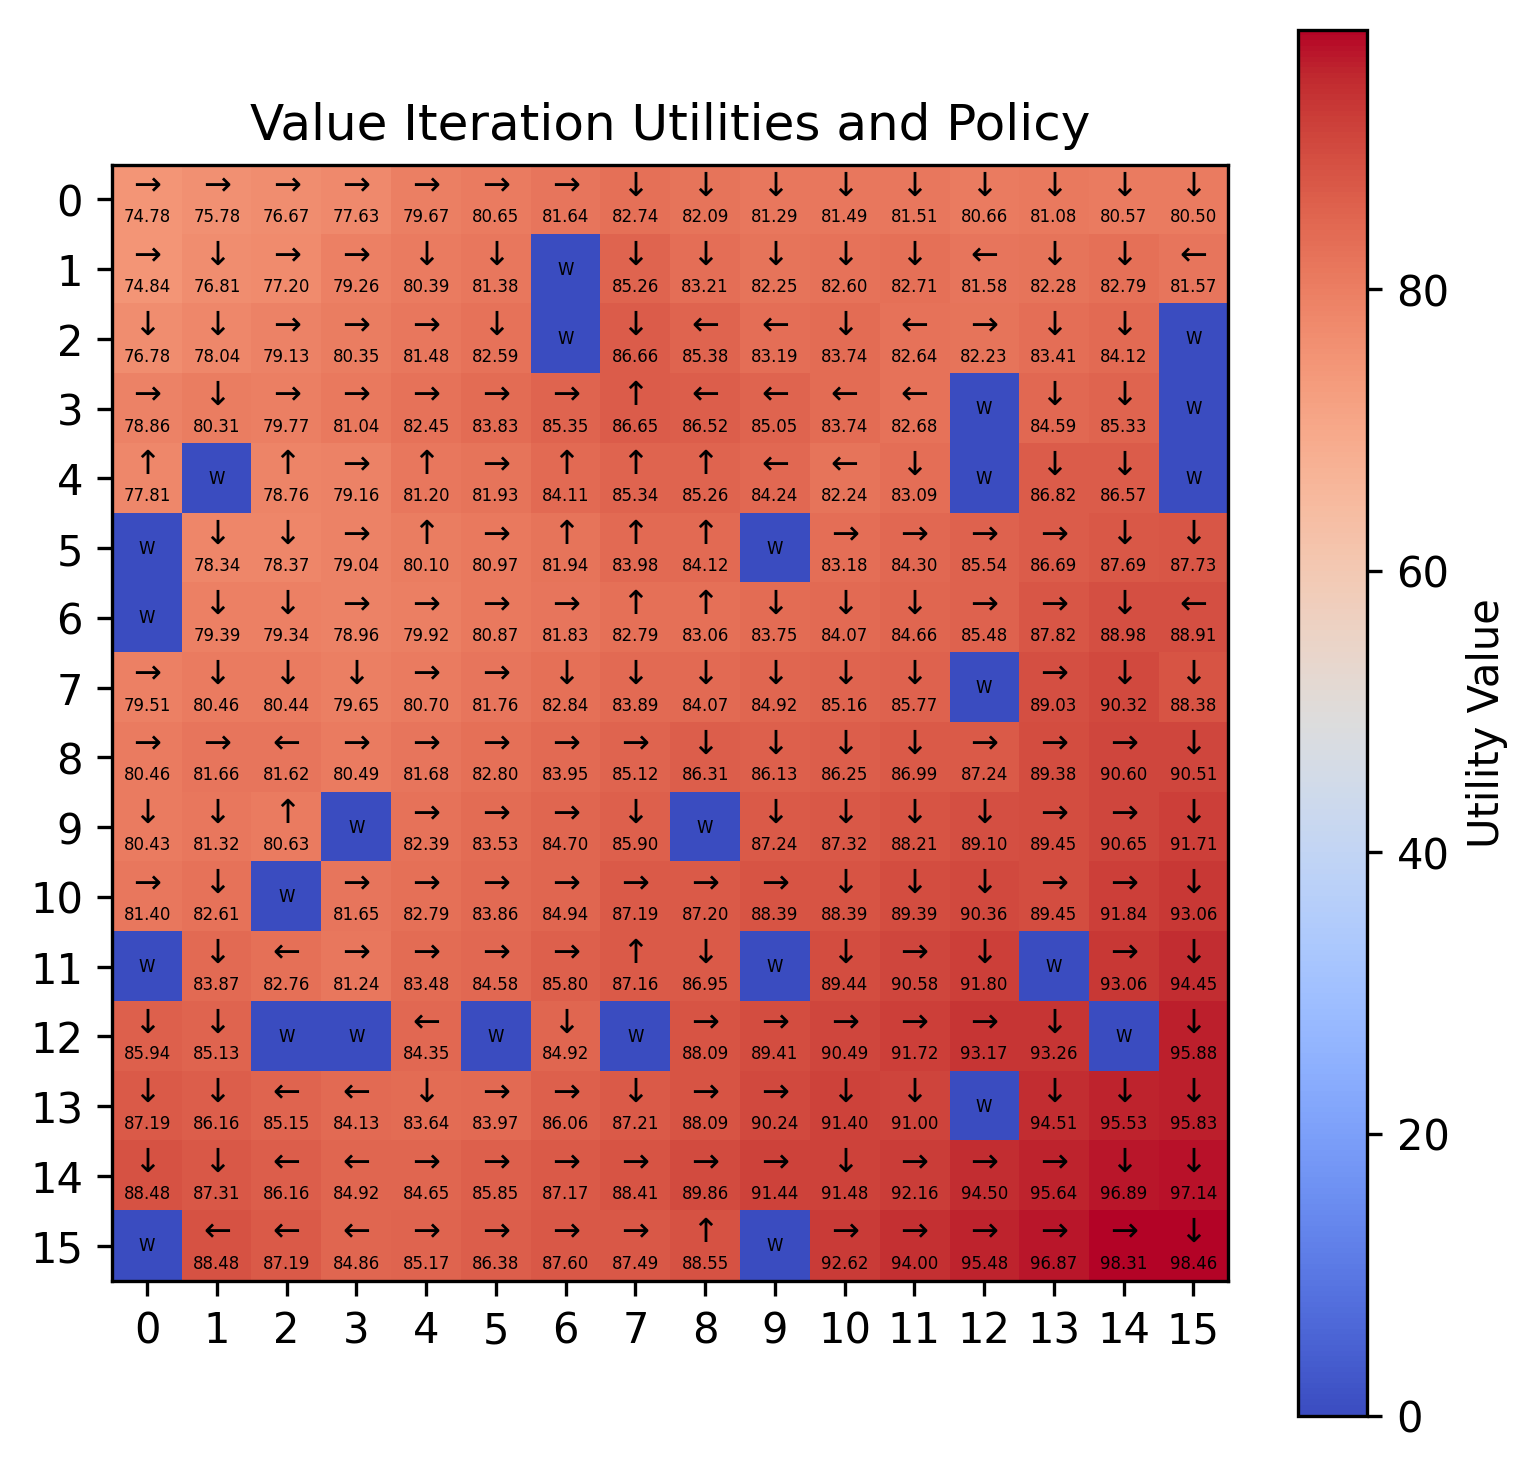 Value Iteration Utilities and Policy
0 → → → → → → → ↓ ↓ ↓ ↓ ↓ ↓ ↓ ↓ ↓
74.78 75.78 76.67 77.63 79.67 80.65 81.64 82.74 82.09 81.29 81.49 81.51 80.66 81.08 80.57 80.50
1 → ↓ → → ↓ ↓ W ↓ ↓ ↓ ↓ ↓ ← ↓ ↓ ←
74.84 76.81 77.20 79.26 80.39 81.38 85.26 83.21 82.25 82.60 82.71 81.58 82.28 82.79 81.57
2 ↓ ↓ → → → ↓ W ↓ ← ← ↓ ← → ↓ ↓ W
76.78 78.04 79.13 80.35 81.48 82.59 86.66 85.38 83.19 83.74 82.64 82.23 83.41 84.12
3 → ↓ → → → → → ↑ ← ← ← ← W ↓ ↓ W
78.86 80.31 79.77 81.04 82.45 83.83 85.35 86.65 86.52 85.05 83.74 82.68 84.59 85.33
4 ↑ W ↑ → ↑ → ↑ ↑ ↑ ← ← ↓ W ↓ ↓ W
77.81 78.76 79.16 81.20 81.93 84.11 85.34 85.26 84.24 82.24 83.09 86.82 86.57
5 W ↓ ↓ → ↑ → ↑ ↑ ↑ W → → → → ↓ ↓
78.34 78.37 79.04 80.10 80.97 81.94 83.98 84.12 83.18 84.30 85.54 86.69 87.69 87.73
6 W ↓ ↓ → → → → ↑ ↑ ↓ ↓ ↓ → → ↓ ←
79.39 79.34 78.96 79.92 80.87 81.83 82.79 83.06 83.75 84.07 84.66 85.48 87.82 88.98 88.91
7 → ↓ ↓ ↓ → → ↓ ↓ ↓ ↓ ↓ ↓ W → ↓ ↓
79.51 80.46 80.44 79.65 80.70 81.76 82.84 83.89 84.07 84.92 85.16 85.77 89.03 90.32 88.38
8 → → ← → → → → → ↓ ↓ ↓ ↓ → → → ↓
80.46 81.66 81.62 80.49 81.68 82.80 83.95 85.12 86.31 86.13 86.25 86.99 87.24 89.38 90.60 90.51
9 ↓ ↓ ↑ W → → → ↓ W ↓ ↓ ↓ ↓ → → ↓
80.43 81.32 80.63 82.39 83.53 84.70 85.90 87.24 87.32 88.21 89.10 89.45 90.65 91.71
10 → ↓ W → → → → → → → ↓ ↓ ↓ → → ↓
81.40 82.61 81.65 82.79 83.86 84.94 87.19 87.20 88.39 88.39 89.39 90.36 89.45 91.84 93.06
11 W ↓ ← → → → → ↑ ↓ W ↓ → ↓ W → ↓
83.87 82.76 81.24 83.48 84.58 85.80 87.16 86.95 89.44 90.58 91.80 93.06 94.45
12 ↓ ↓ W W ← W ↓ W → → → → → ↓ W ↓
85.94 85.13 84.35 84.92 88.09 89.41 90.49 91.72 93.17 93.26 95.88
13 ↓ ↓ ← ← ↓ → → ↓ → → ↓ ↓ W ↓ ↓ ↓
87.19 86.16 85.15 84.13 83.64 83.97 86.06 87.21 88.09 90.24 91.40 91.00 94.51 95.53 95.83
14 ↓ ↓ ← ← → → → → → → ↓ → → → ↓ ↓
88.48 87.31 86.16 84.92 84.65 85.85 87.17 88.41 89.86 91.44 91.48 92.16 94.50 95.64 96.89 97.14
15 W ← ← ← → → → → ↑ W → → → → → ↓
88.48 87.19 84.86 85.17 86.38 87.60 87.49 88.55 92.62 94.00 95.48 96.87 98.31 98.46
0 1 2 3 4 5 6 7 8 9 10 11 12 13 14 15
80
60
40
20
0
Utility Value